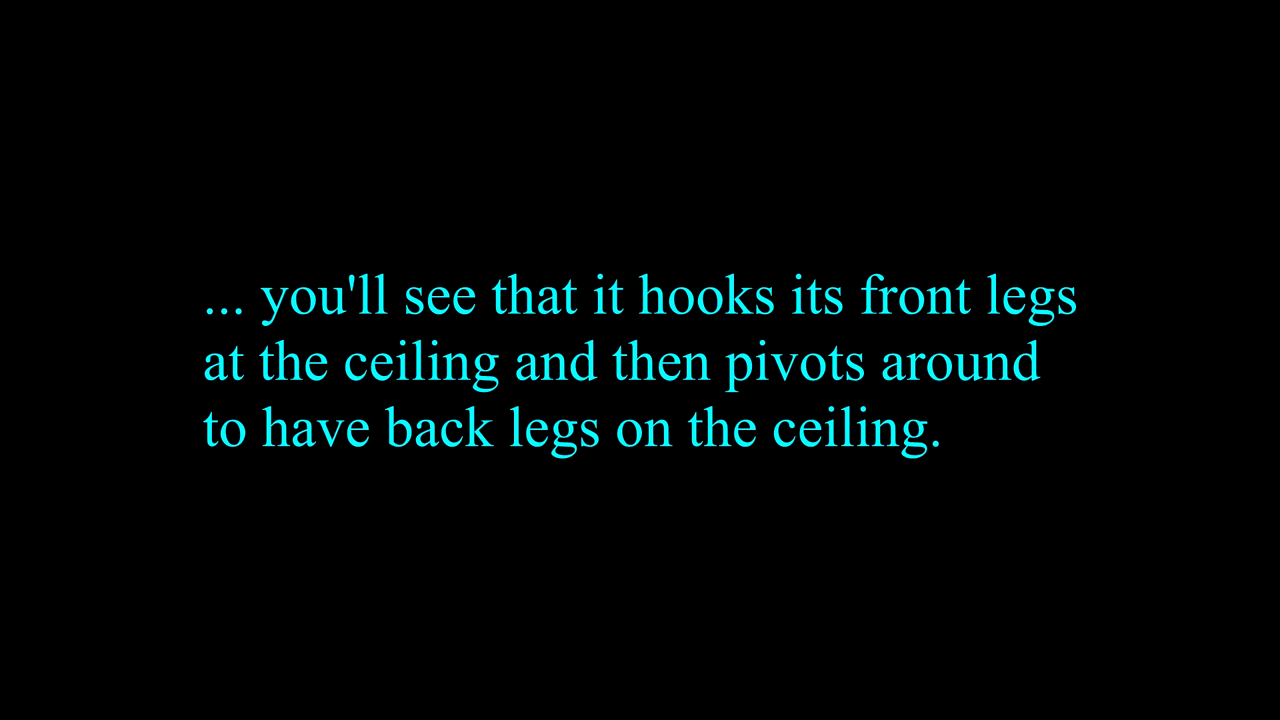 ... you'll see that it hooks its front legs
at the ceiling and then pivots around
to have back legs on the ceiling.